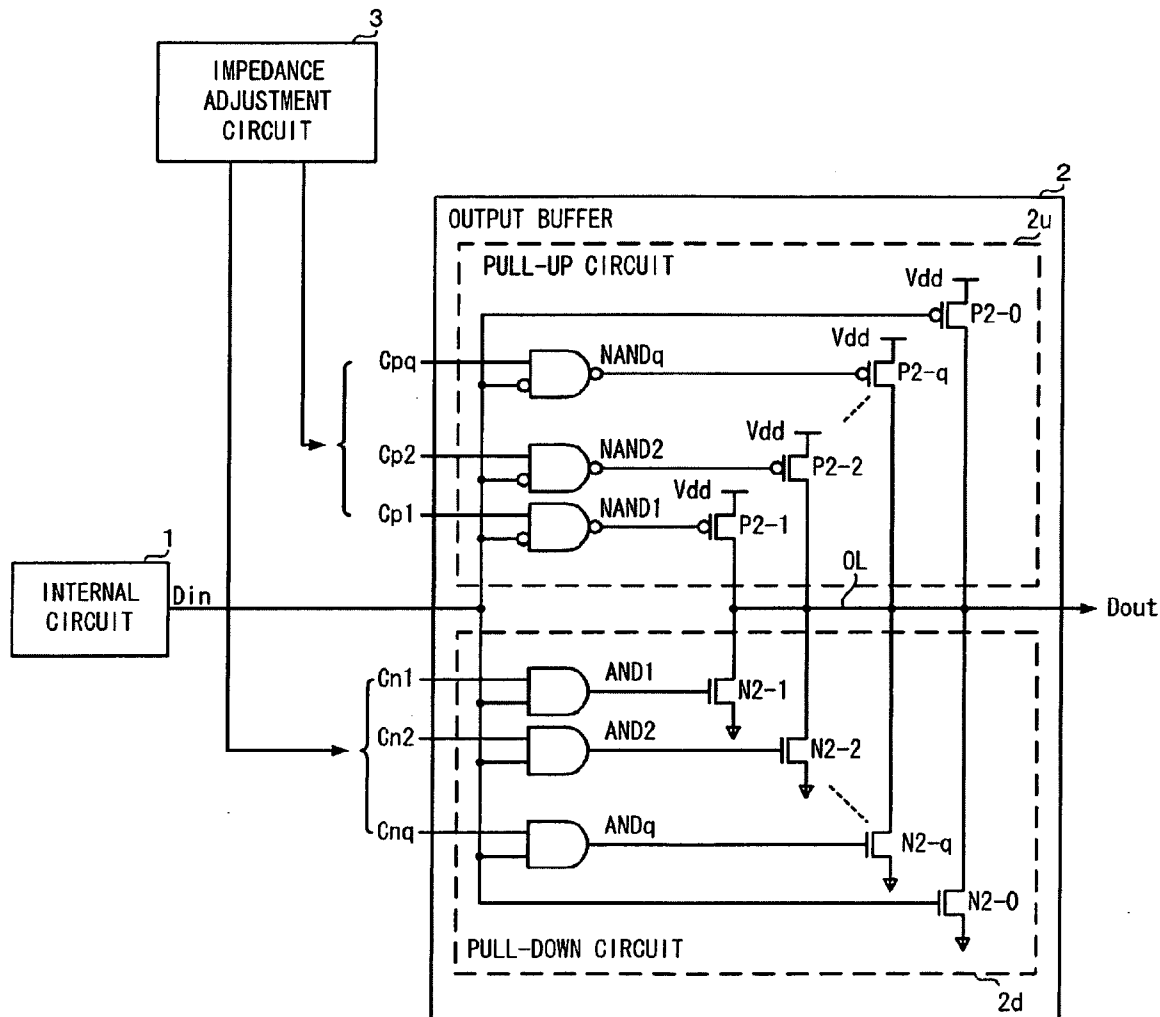 3
IMPEDANCE
ADJUSTMENT
CIRCUIT
2
OUTPUT BUFFER
2u
PULL-UP CIRCUIT
Vdd
P2-0
Vdd
Cpq
NANDq
P2-q
Vdd
Cp2
NAND2
P2-2
Vdd
Cp1
NAND1
P2-1
1
INTERNAL
CIRCUIT
Din
OL
Dout
Cn1
AND1
N2-1
Cn2
AND2
N2-2
Cnq
ANDq
N2-q
N2-0
PULL-DOWN CIRCUIT
2d